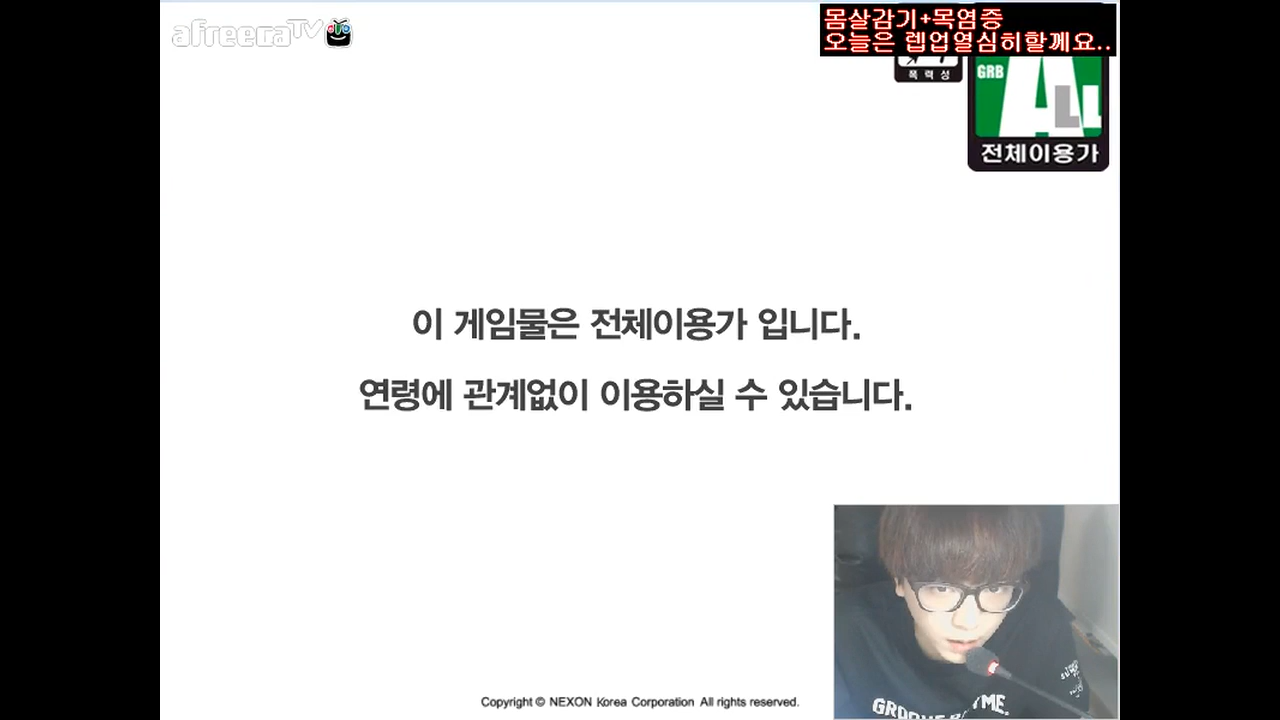 afreecaTV
몸살감기+목염증
오늘은 렙업열심히할께요..
폭력성
GRB
ALL
전체이용가
이 게임물은 전체이용가 입니다.
연령에 관계없이 이용하실 수 있습니다.
Copyright © NEXON Korea Corporation All rights reserved.